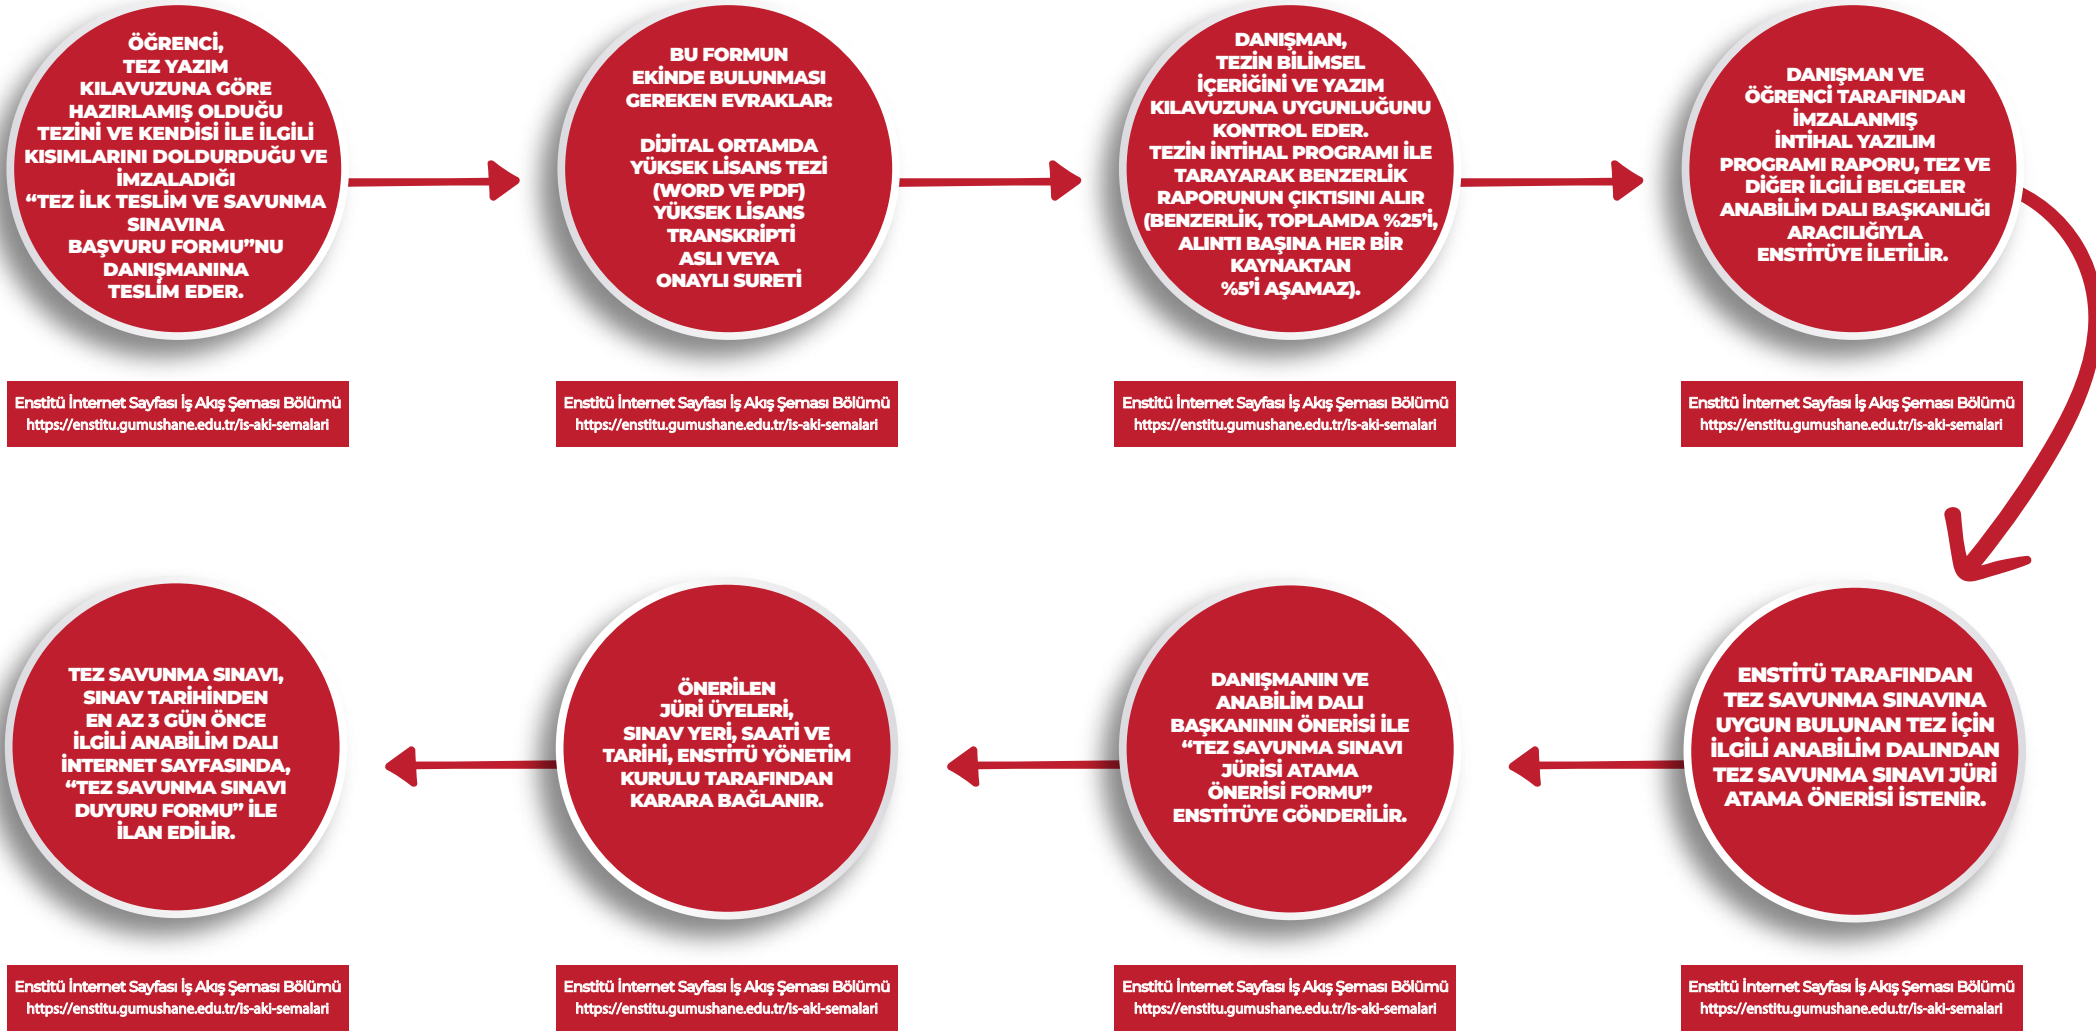 ÖĞRENCİ,
TEZ YAZIM
KILAVUZUNA GÖRE
HAZIRLAMIŞ OLDUĞU
TEZİNİ VE KENDİSİ İLE İLGİLİ
KISIMLARINI DOLDURDUĞU VE
İMZALADIĞI
“TEZ İLK TESLİM VE SAVUNMA
SINAVINA
BAŞVURU FORMU”NU
DANIŞMANINA
TESLİM EDER.
Enstitü İnternet Sayfası İş Akış Şeması Bölümü
https://enstitu.gumushane.edu.tr/is-aki-semalari
BU FORMUN
EKİNDE BULUNMASI
GEREKEN EVRAKLAR:
DİJİTAL ORTAMDA
YÜKSEK LİSANS TEZİ
(WORD VE PDF)
YÜKSEK LİSANS
TRANSKRİPTİ
ASLI VEYA
ONAYLI SURETİ
Enstitü İnternet Sayfası İş Akış Şeması Bölümü
https://enstitu.gumushane.edu.tr/is-aki-semalari
DANIŞMAN,
TEZİN BİLİMSEL
İÇERİĞİNİ VE YAZIM
KILAVUZUNA UYGUNLUĞUNU
KONTROL EDER.
TEZİN İNTİHAL PROGRAMI İLE
TARAYARAK BENZERLİK
RAPORUNUN ÇIKTISINI ALIR
(BENZERLİK, TOPLAMDA %25’İ,
ALINTI BAŞINA HER BİR
KAYNAKTAN
%5’İ AŞAMAZ).
Enstitü İnternet Sayfası İş Akış Şeması Bölümü
https://enstitu.gumushane.edu.tr/is-aki-semalari
DANIŞMAN VE
ÖĞRENCİ TARAFINDAN
İMZALANMIŞ
İNTİHAL YAZILIM
PROGRAMI RAPORU, TEZ VE
DİĞER İLGİLİ BELGELER
ANABİLİM DALI BAŞKANLIĞI
ARACILIĞIYLA
ENSTİTÜYE İLETİLİR.
Enstitü İnternet Sayfası İş Akış Şeması Bölümü
https://enstitu.gumushane.edu.tr/is-aki-semalari
ENSTİTÜ TARAFINDAN
TEZ SAVUNMA SINAVINA
UYGUN BULUNAN TEZ İÇİN
İLGİLİ ANABİLİM DALINDAN
TEZ SAVUNMA SINAVI JÜRİ
ATAMA ÖNERİSİ İSTENİR.
Enstitü İnternet Sayfası İş Akış Şeması Bölümü
https://enstitu.gumushane.edu.tr/is-aki-semalari
DANIŞMANIN VE
ANABİLİM DALI
BAŞKANININ ÖNERİSİ İLE
“TEZ SAVUNMA SINAVI
JÜRİSİ ATAMA
ÖNERİSİ FORMU”
ENSTİTÜYE GÖNDERİLİR.
Enstitü İnternet Sayfası İş Akış Şeması Bölümü
https://enstitu.gumushane.edu.tr/is-aki-semalari
ÖNERİLEN
JÜRİ ÜYELERİ,
SINAV YERİ, SAATİ VE
TARİHİ, ENSTİTÜ YÖNETİM
KURULU TARAFINDAN
KARARA BAĞLANIR.
Enstitü İnternet Sayfası İş Akış Şeması Bölümü
https://enstitu.gumushane.edu.tr/is-aki-semalari
TEZ SAVUNMA SINAVI,
SINAV TARİHİNDEN
EN AZ 3 GÜN ÖNCE
İLGİLİ ANABİLİM DALI
İNTERNET SAYFASINDA,
“TEZ SAVUNMA SINAVI
DUYURU FORMU” İLE
İLAN EDİLİR.
Enstitü İnternet Sayfası İş Akış Şeması Bölümü
https://enstitu.gumushane.edu.tr/is-aki-semalari